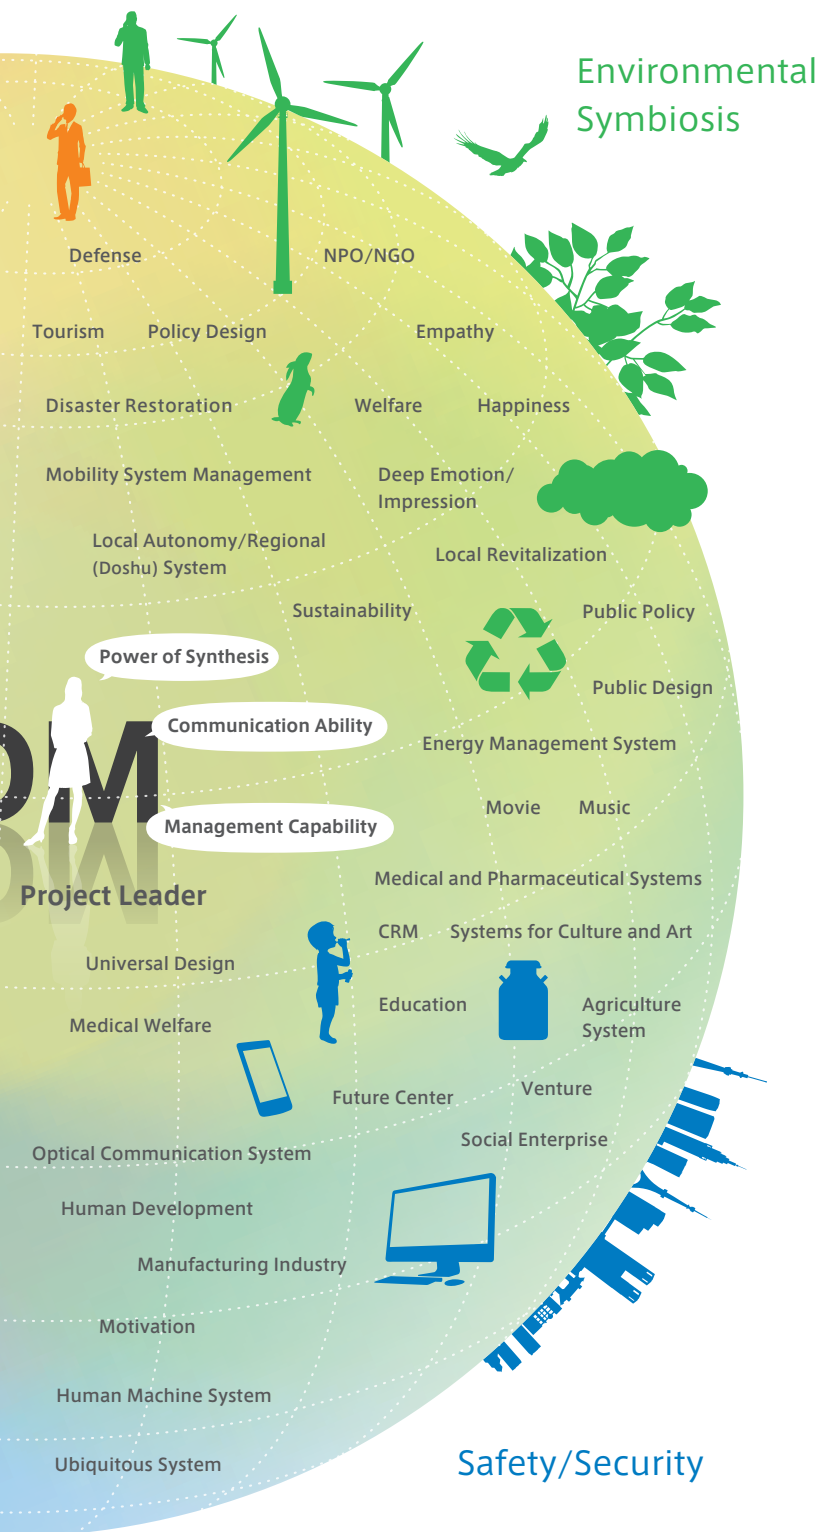 Environmental
Symbiosis
Defense
NPO/NGO
Tourism
Policy Design
Empathy
Disaster Restoration
Welfare
Happiness
Mobility System Management
Deep Emotion/
Impression
Local Autonomy/Regional
(Doshu) System
Local Revitalization
Sustainability
Public Policy
Power of Synthesis
Public Design
Communication Ability
Energy Management System
M
Movie
Music
Management Capability
Medical and Pharmaceutical Systems
Project Leader
CRM
Systems for Culture and Art
Universal Design
Education
Agriculture
System
Medical Welfare
Future Center
Venture
Social Enterprise
Optical Communication System
Human Development
Manufacturing Industry
Motivation
Human Machine System
Ubiquitous System
Safety/Security